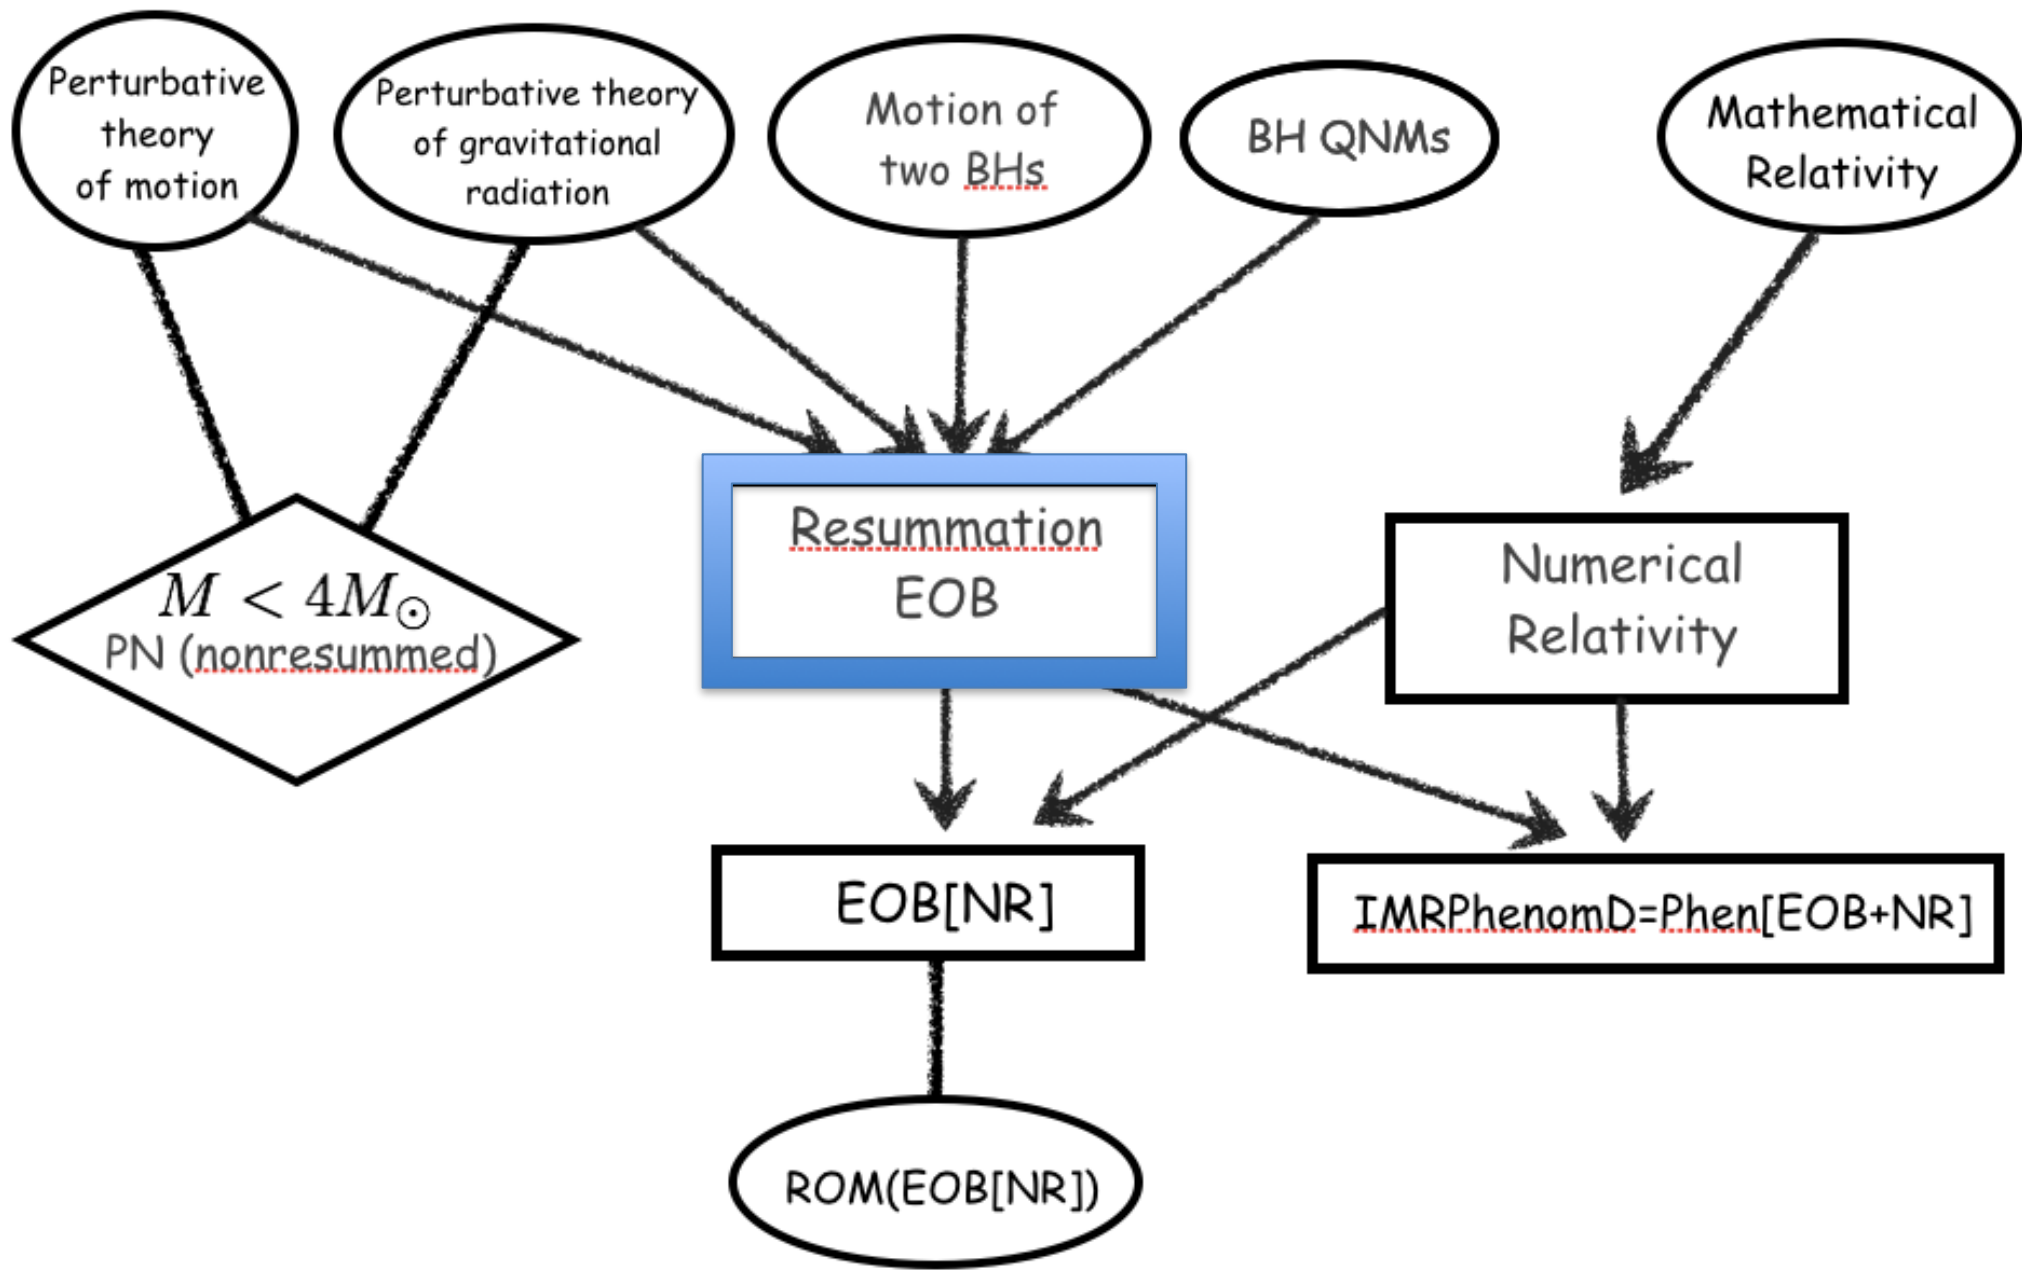 Perturbative
theory
of motion
Perturbative theory
of gravitational
radiation
Motion of
two BHs
BH QNMs
Mathematical
Relativity
M < 4M☉
PN (nonresummed)
Resummation
EOB
Numerical
Relativity
EOB[NR]
IMRPhenomD=Phen[EOB+NR]
ROM(EOB[NR])